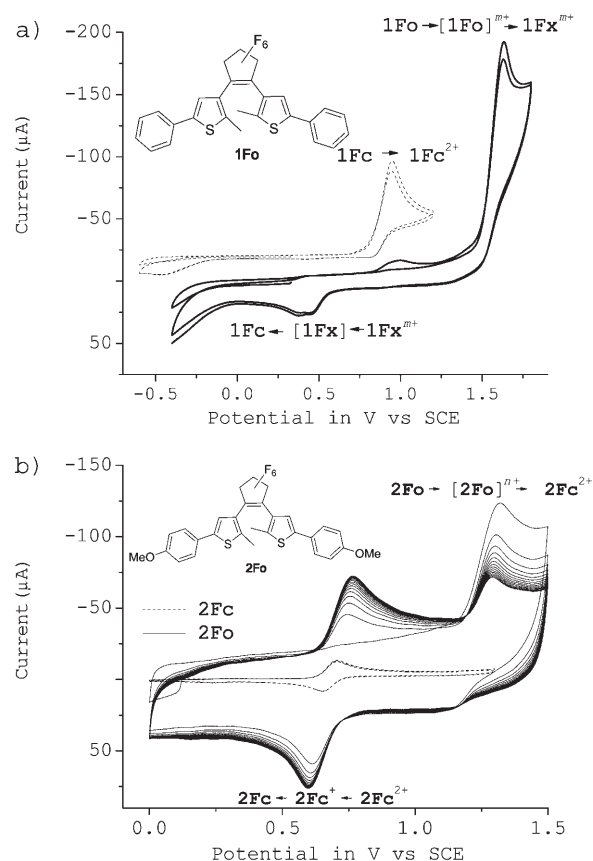 a)
1Fo→[1Fo]ᵐ⁺→1Fxᵐ⁺
F₆
S
S
1Fo
1Fc → 1Fc²⁺
1Fc ← [1Fx] ← 1Fxᵐ⁺
Current (µA)
-200
-150
-100
-50
50
-0.5 0.0 0.5 1.0 1.5
Potential in V vs SCE
b)
2Fo → [2Fo]ⁿ⁺ → 2Fc²⁺
F₆
S
S
MeO
OMe
2Fo
2Fc
2Fo
2Fc ← 2Fc⁺ ← 2Fc²⁺
Current (µA)
-150
-100
-50
50
0.0 0.5 1.0 1.5
Potential in V vs SCE